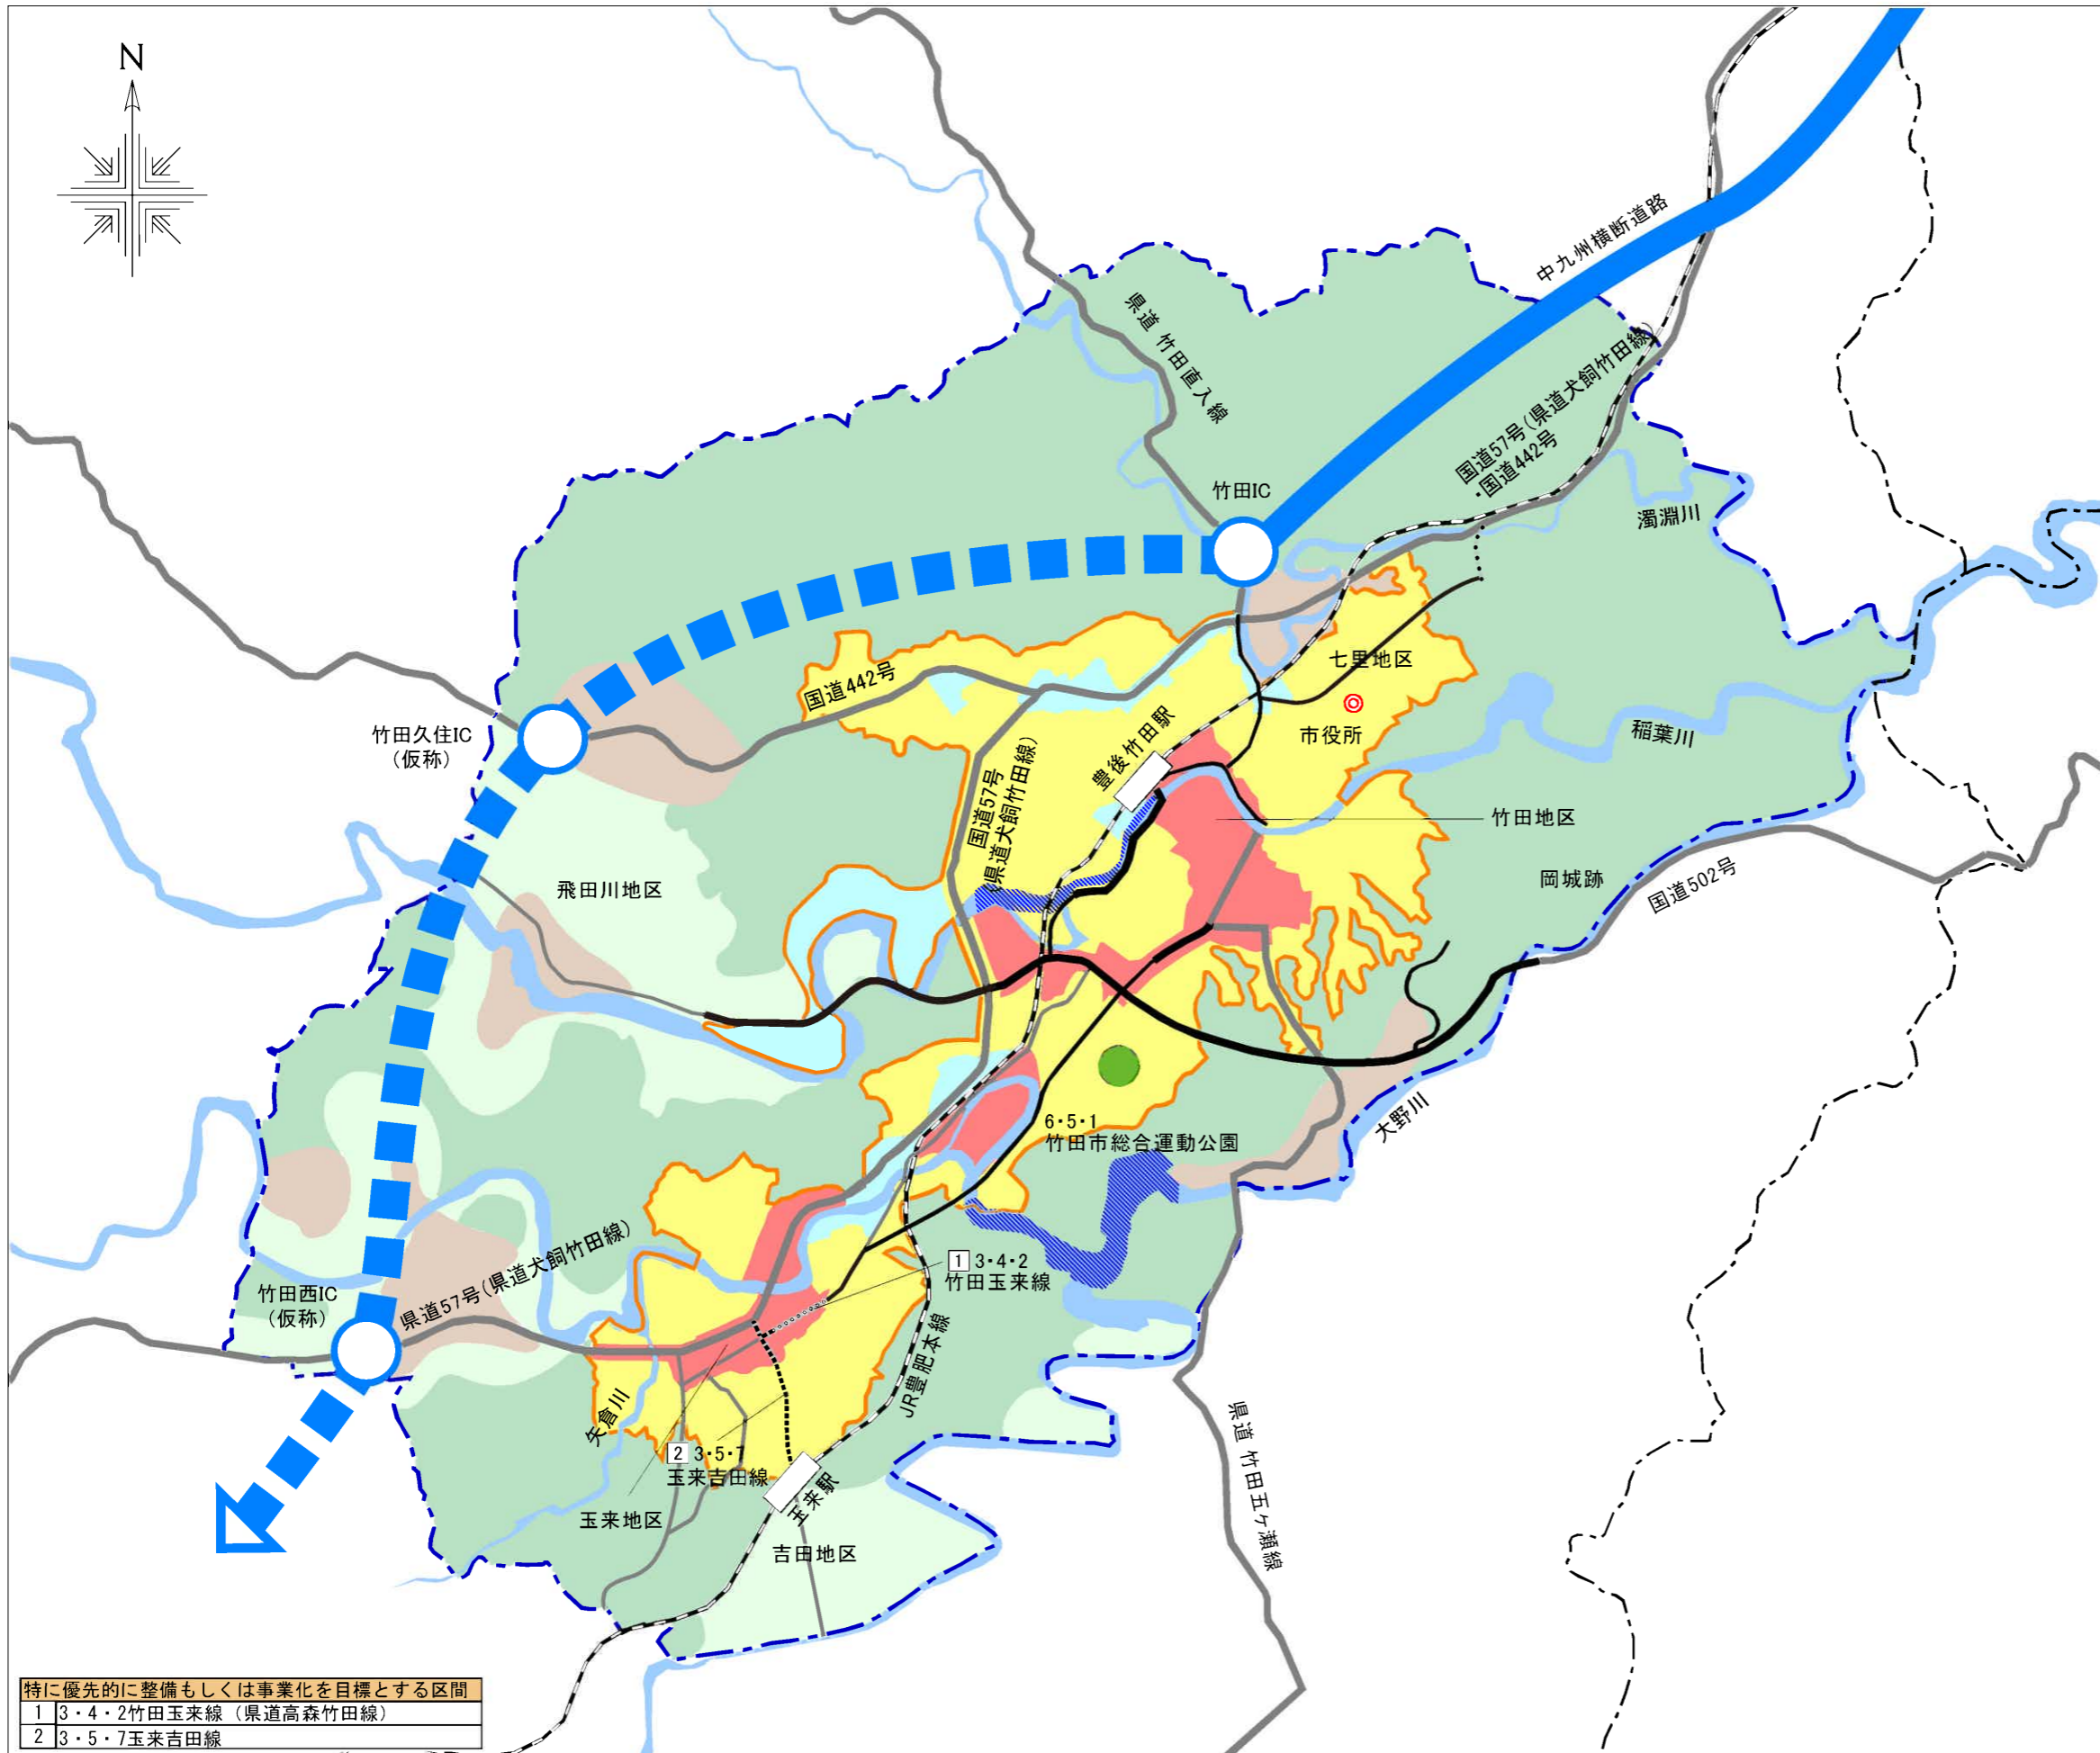 N
中九州横断道路
県道 竹田直入線
国道57号(県道犬飼竹田線)
・国道442号
竹田IC
濁淵川
七里地区
国道442号
市役所
稲葉川
竹田久住IC
(仮称)
豊後竹田駅
国道57号
(県道犬飼竹田線)
竹田地区
飛田川地区
岡城跡
国道502号
大野川
6・5・1
竹田市総合運動公園
1 3・4・2
竹田玉来線
竹田西IC
(仮称)
県道57号(県道犬飼竹田線)
JR豊肥本線
矢倉川
2 3・5・7
玉来吉田線
玉来駅
玉来地区
吉田地区
県道 竹田五ヶ瀬線
特に優先的に整備もしくは事業化を目標とする区間
1 3・4・2竹田玉来線（県道高森竹田線）
2 3・5・7玉来吉田線